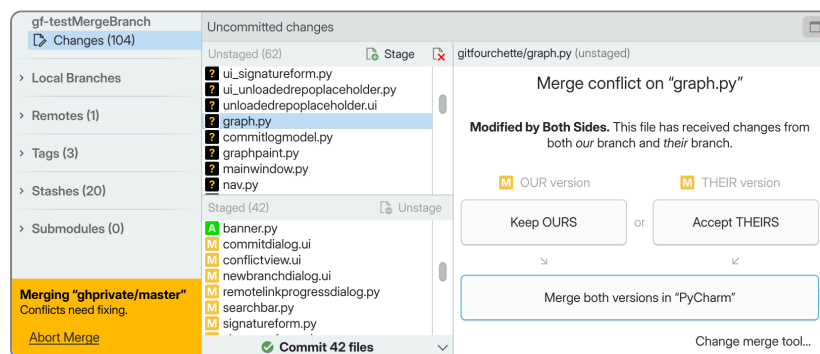 gf-testMergeBranch
Changes (104)
Local Branches
Remotes (1)
Tags (3)
Stashes (20)
Submodules (0)
Merging “ghprivate/master”
Conflicts need fixing.
Abort Merge
Uncommitted changes
Unstaged (62)
Stage
? ui_signatureform.py
? ui_unloadedrepoplaceholder.py
? unloadedrepoplaceholder.ui
? graph.py
? commitlogmodel.py
? graphpaint.py
? mainwindow.py
? nav.py
Staged (42)
Unstage
A banner.py
M commitdialog.ui
M conflictview.ui
M newbranchdialog.ui
M remotelinkprogressdialog.py
M searchbar.py
M signatureform.py
Commit 42 files
gitfourchette/graph.py (unstaged)
Merge conflict on “graph.py”
Modified by Both Sides. This file has received changes from
both our branch and their branch.
M OUR version
M THEIR version
Keep OURS
or
Accept THEIRS
Merge both versions in “PyCharm”
Change merge tool...